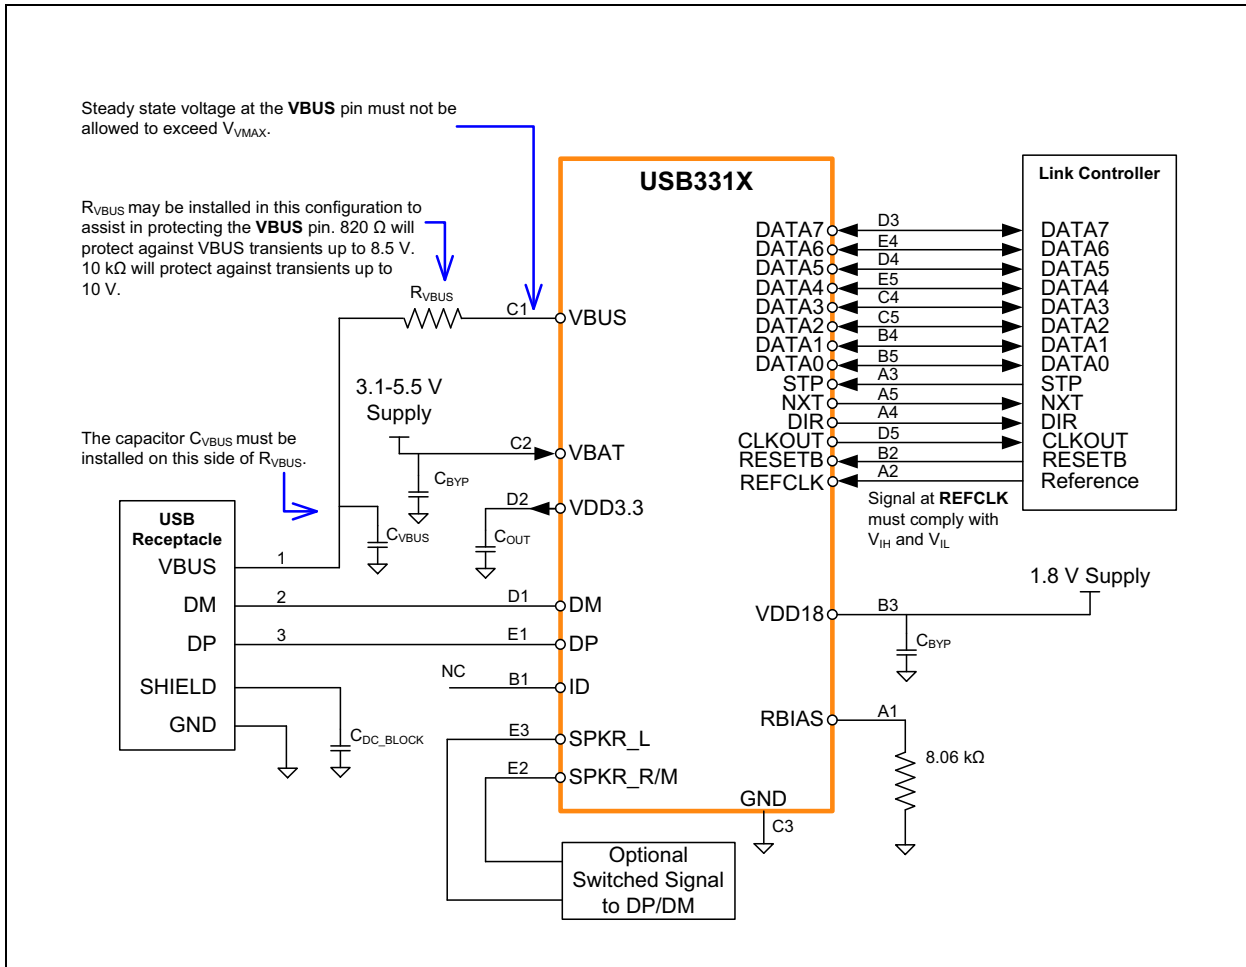 Steady state voltage at the VBUS pin must not be
allowed to exceed VVMAX.
RVBUS may be installed in this configuration to
assist in protecting the VBUS pin. 820 Ω will
protect against VBUS transients up to 8.5 V.
10 kΩ will protect against transients up to
10 V.
RVBUS
C1
VBUS
3.1-5.5 V
Supply
C2
VBAT
CBYP
The capacitor CVBUS must be
installed on this side of RVBUS.
D2
VDD3.3
COUT
CVBUS
USB
Receptacle
VBUS
1
DM
2
D1
DM
DP
3
E1
DP
NC
B1
ID
SHIELD
GND
CDC_BLOCK
E3
SPKR_L
E2
SPKR_R/M
Optional
Switched Signal
to DP/DM
USB331X
GND
C3
Link Controller
DATA7
D3
DATA7
DATA6
E4
DATA6
DATA5
D4
DATA5
DATA4
E5
DATA4
DATA3
C4
DATA3
DATA2
C5
DATA2
DATA1
B4
DATA1
DATA0
B5
DATA0
STP
A3
STP
NXT
A5
NXT
DIR
A4
DIR
CLKOUT
D5
CLKOUT
RESETB
B2
RESETB
REFCLK
A2
Reference
Signal at REFCLK
must comply with
VIH and VIL
1.8 V Supply
VDD18
B3
CBYP
RBIAS
A1
8.06 kΩ